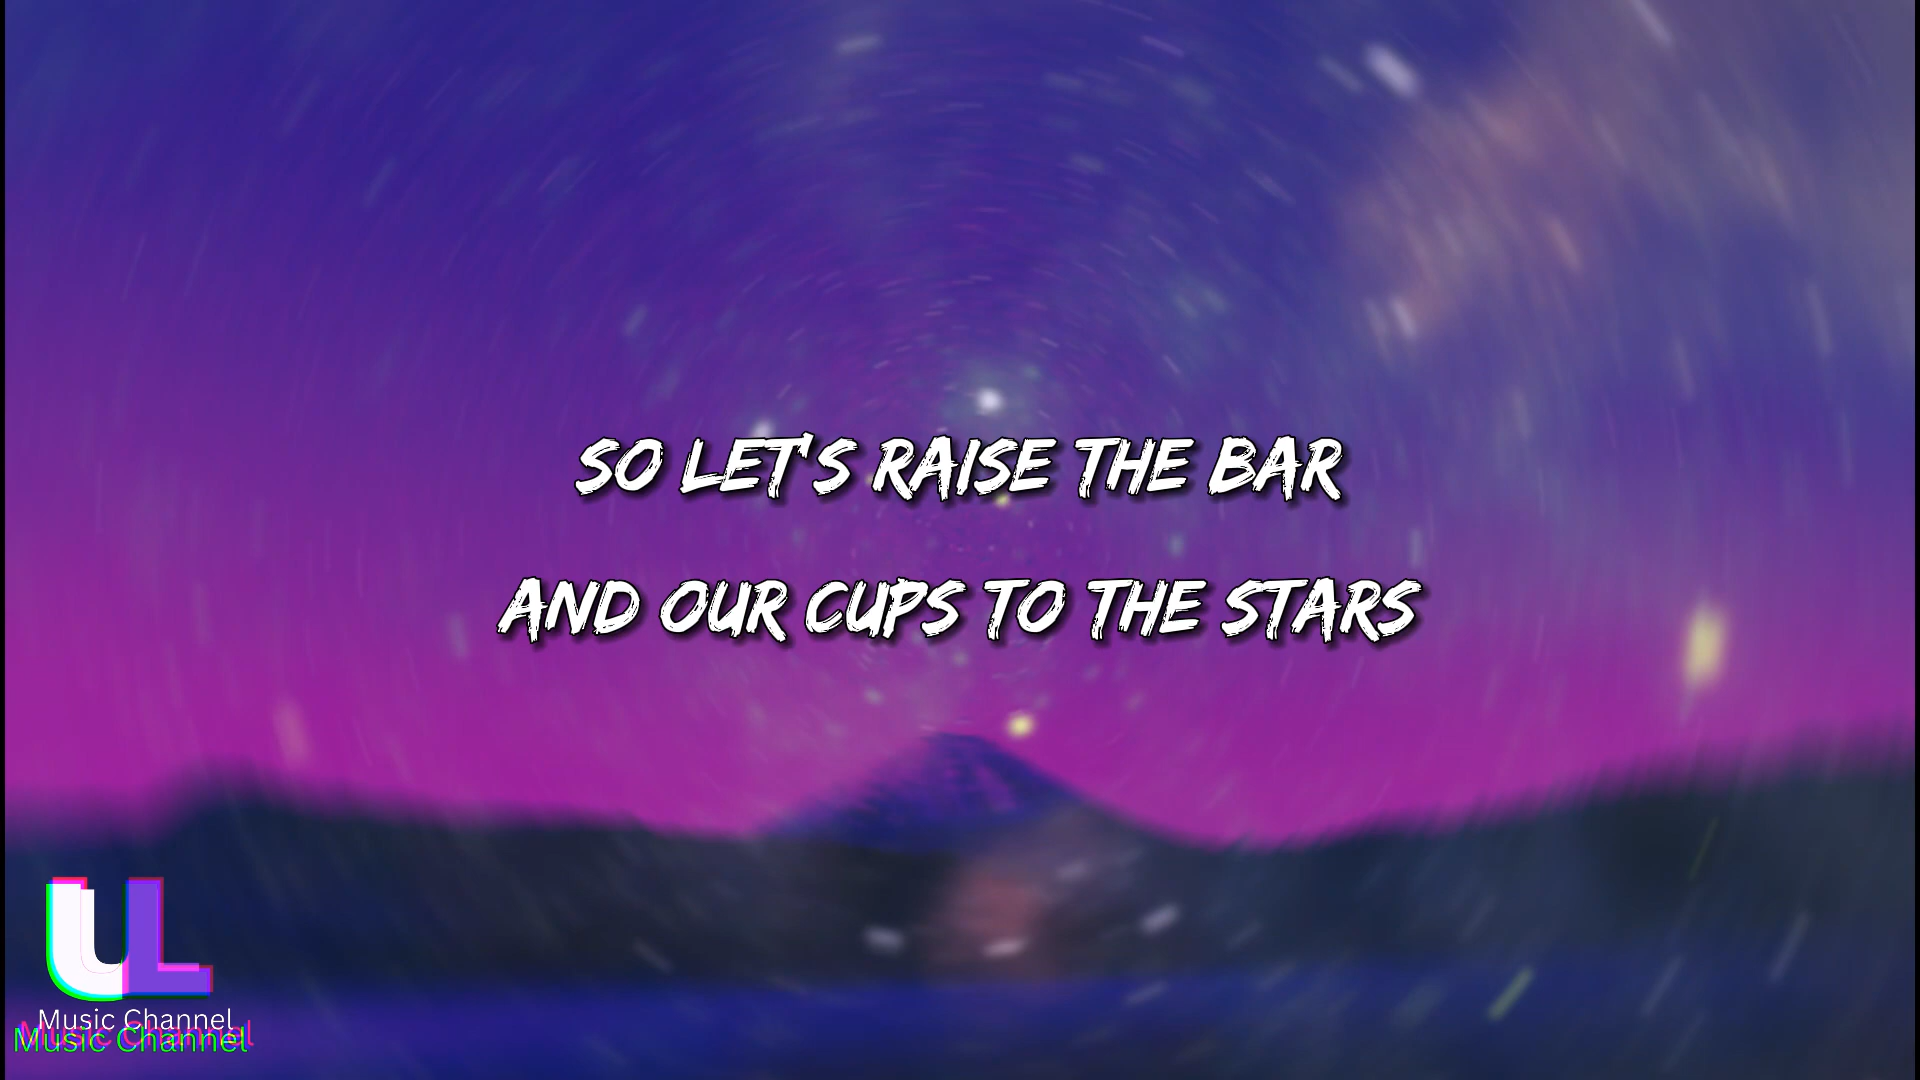 SO LET'S RAISE THE BAR
AND OUR CUPS TO THE STARS
UL
Music Channel
Music Channel